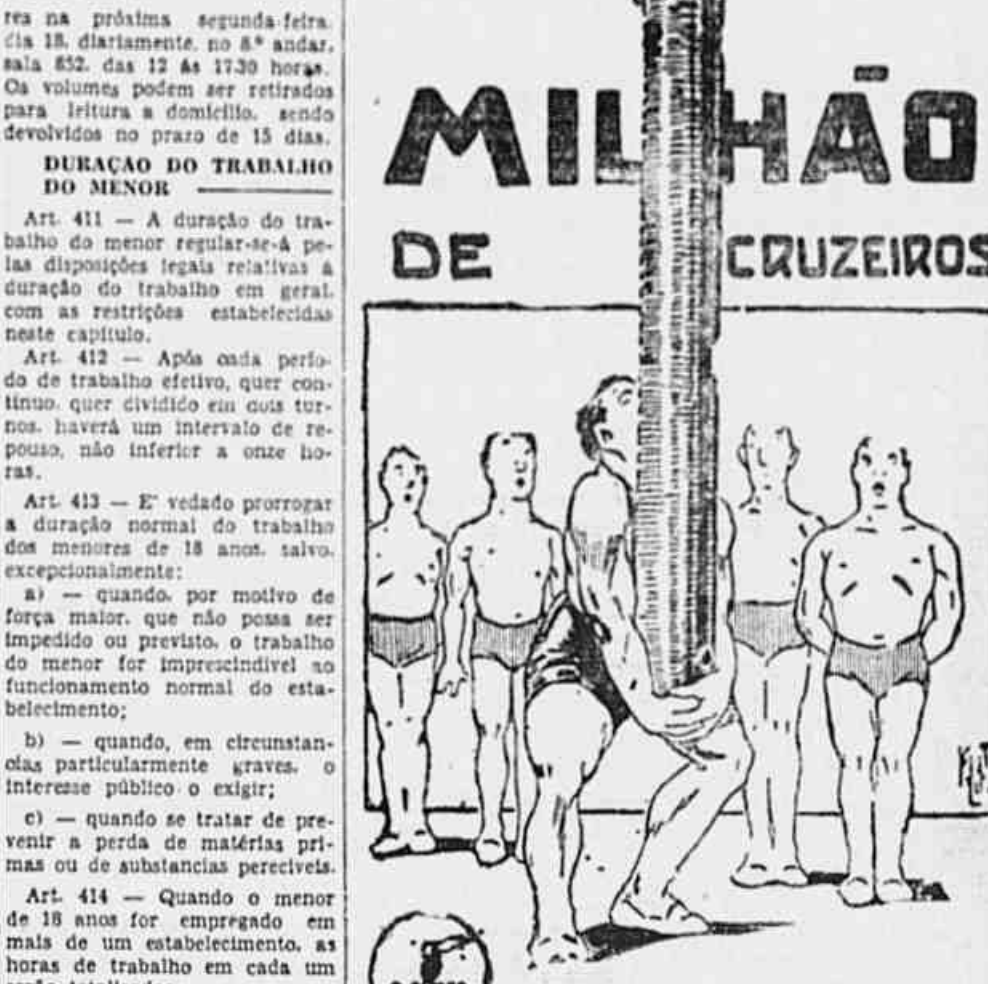 rea na próxima segunda-feira,
dia 18, diariamente, no 8.º andar,
sala 852, das 12 às 17.30 horas.
Os volumes podem ser retirados
para leitura a domicilio, sendo
devolvidos no prazo de 15 dias.
DURAÇÃO DO TRABALHO
DO MENOR
Art. 411 — A duração do tra-
balho do menor regular-se-á pe-
las disposições legais relativas à
duração do trabalho em geral,
com as restrições estabelecidas
neste capítulo.
Art. 412 — Após cada perío-
do de trabalho efetivo, quer con-
tínuo, quer dividido em dois tur-
nos, haverá um intervalo de re-
pouso, não inferior a onze ho-
ras.
Art. 413 — E' vedado prorrogar
a duração normal do trabalho
dos menores de 18 anos, salvo,
excepcionalmente:
a) — quando, por motivo de
força maior, que não possa ser
impedido ou previsto, o trabalho
do menor for imprescindivel ao
funcionamento normal do esta-
belecimento;
b) — quando, em circunstan-
cias particularmente graves, o
interesse público o exigir;
c) — quando se tratar de pre-
venir a perda de matérias pri-
mas ou de substancias pereciveis.
Art. 414 — Quando o menor
de 18 anos for empregado em
mais de um estabelecimento, as
horas de trabalho em cada um
MILHÃO
DE CRUZEIROS